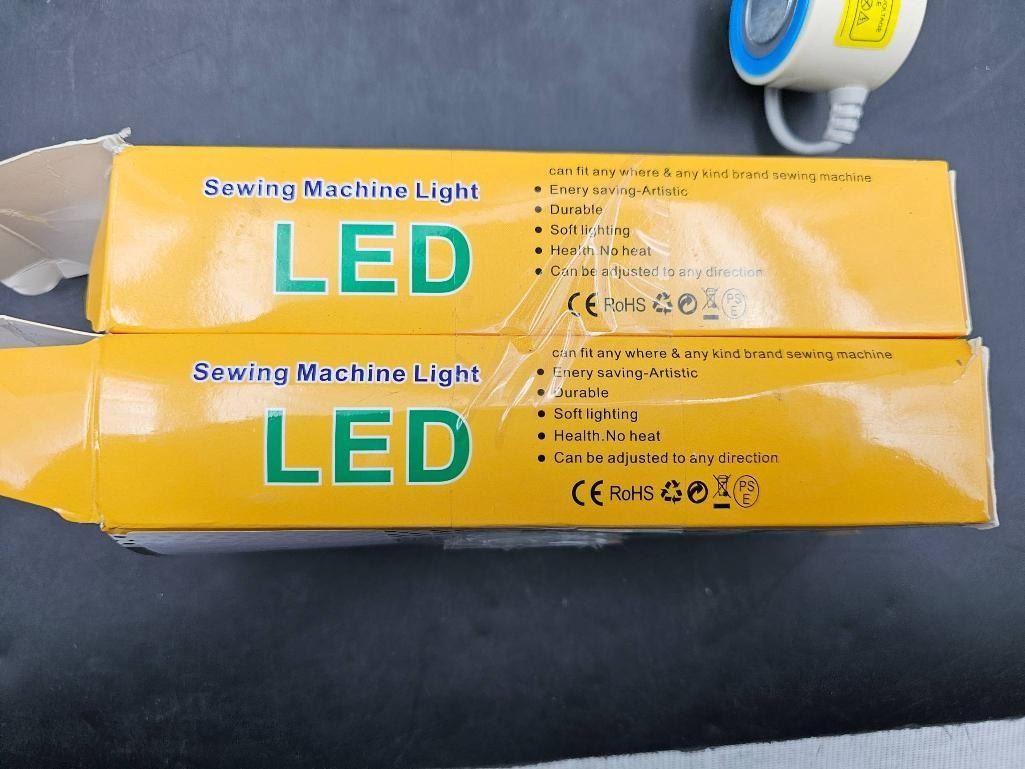 Sewing Machine Light
LED
can fit any where & any kind brand sewing machine
Enery saving-Artistic
Durable
Soft lighting
Health.No heat
Can be adjusted to any direction
CE RoHS PS
E
Sewing Machine Light
LED
can fit any where & any kind brand sewing machine
Enery saving-Artistic
Durable
Soft lighting
Health.No heat
Can be adjusted to any direction
CE RoHS PS
E